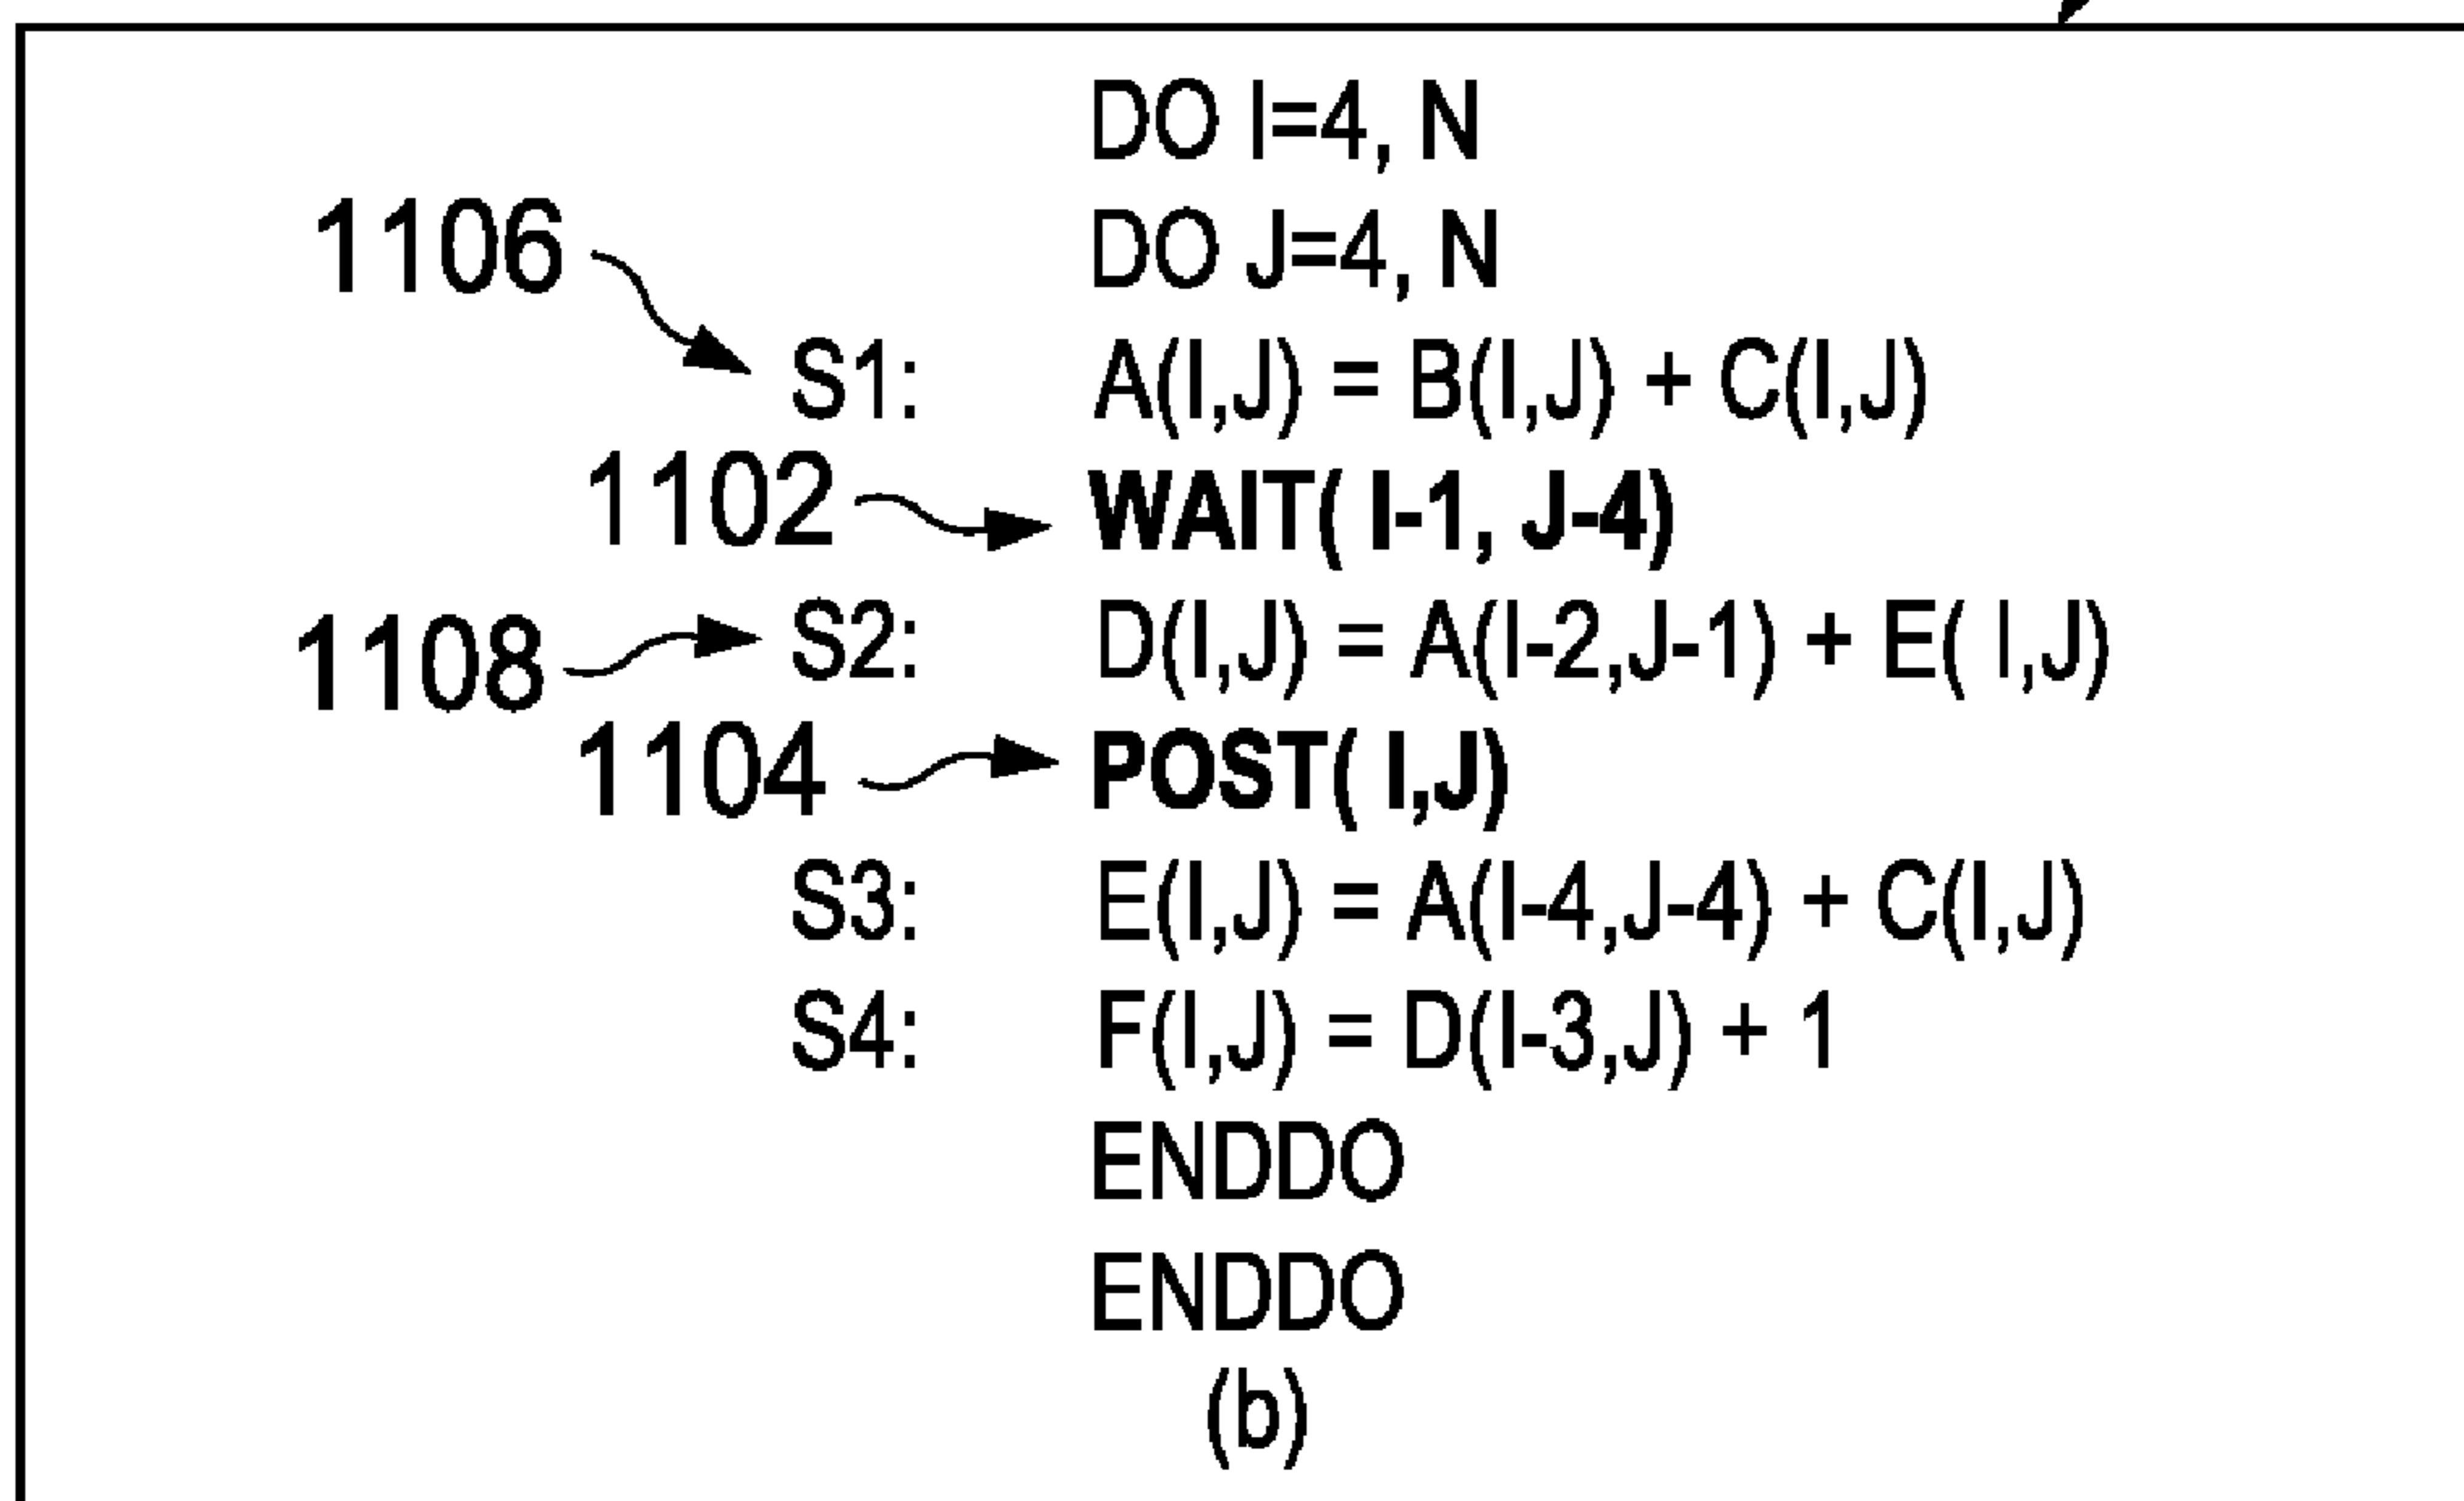 DO I=4, N
1106
DO J=4, N
S1: A(I,J) = B(I,J) + C(I,J)
1102 WAIT( I-1, J-4)
1108 S2: D(I,J) = A(I-2,J-1) + E( I,J)
1104 POST( I,J)
S3: E(I,J) = A(I-4,J-4) + C(I,J)
S4: F(I,J) = D(I-3,J) + 1
ENDDO
ENDDO
(b)